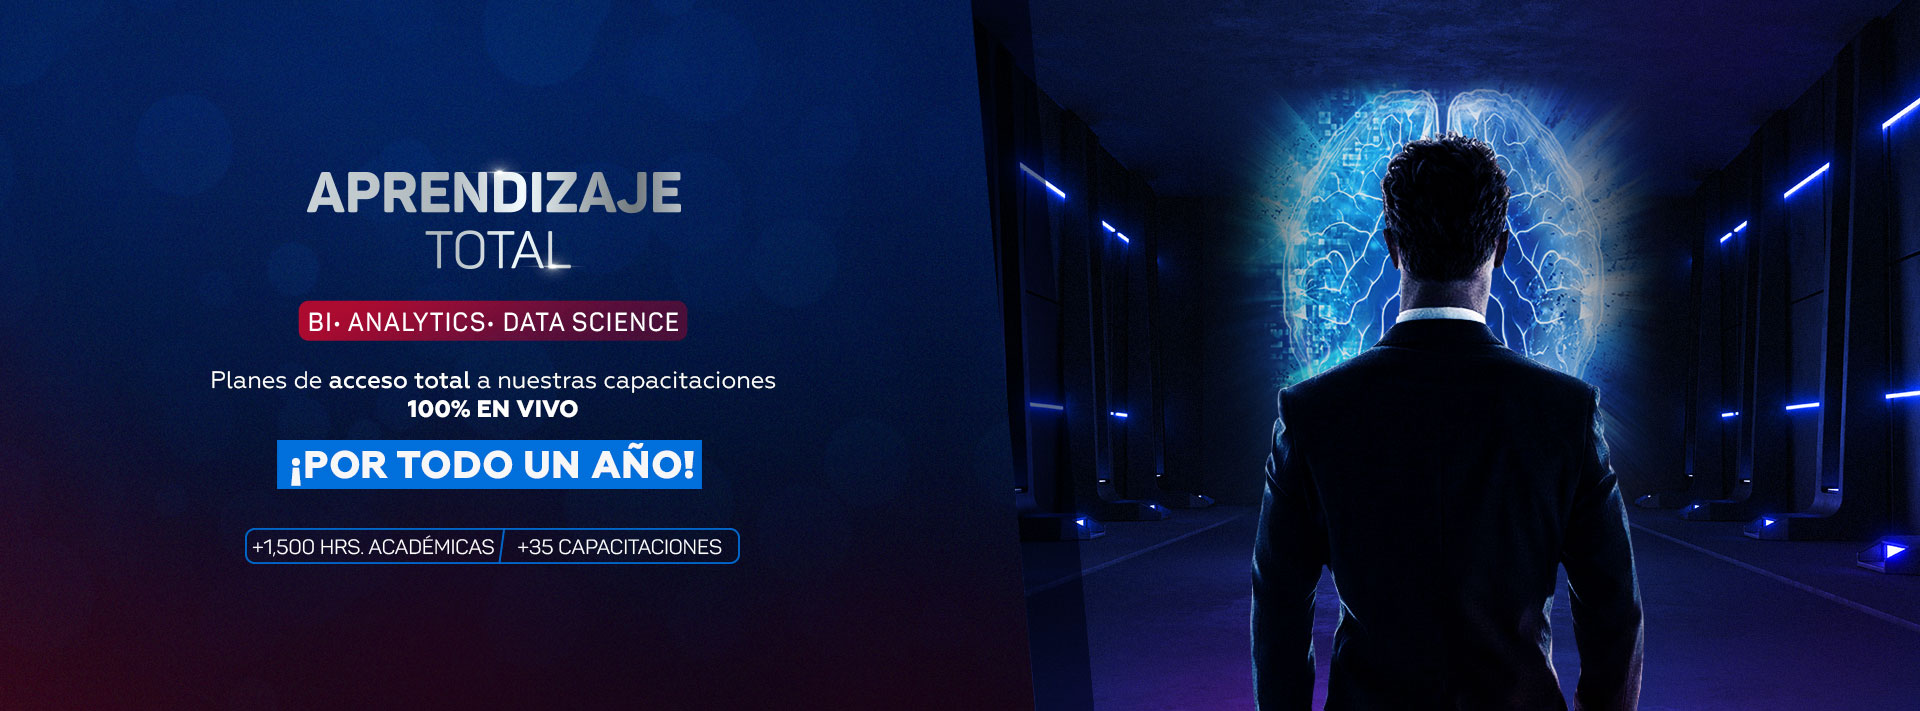 APRENDIZAJE
TOTAL
BI· ANALYTICS· DATA SCIENCE
Planes de acceso total a nuestras capacitaciones
100% EN VIVO
¡POR TODO UN AÑO!
+1,500 HRS. ACADÉMICAS / +35 CAPACITACIONES